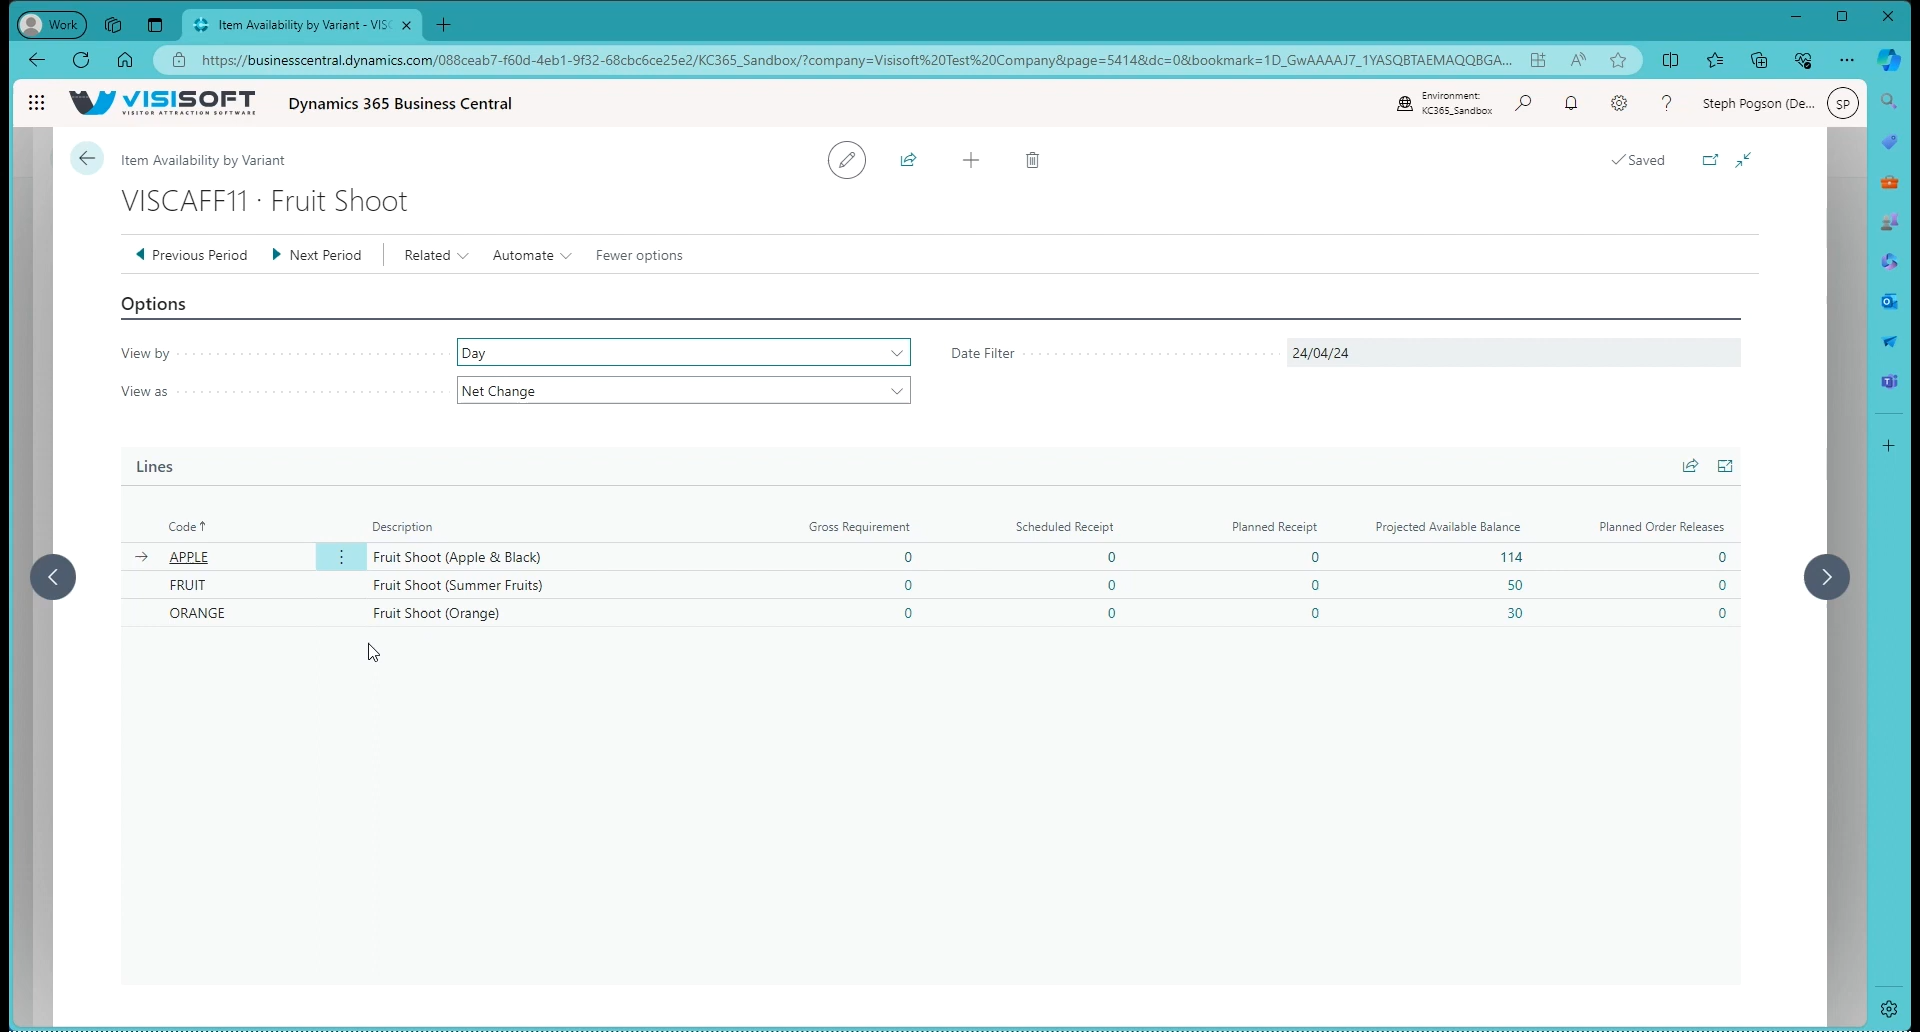 Work
Item Availability by Variant - VIS
https://businesscentral.dynamics.com/088ceab7-f60d-4eb1-9f32-68cbc6ce25e2/KC365_Sandbox/?company=Visisoft%20Test%20Company&page=5414&dc=0&bookmark=1D_GwAAAAJ7_1YASQBTAEMAQQBGA...
VISISOFT
VISITOR ATTRACTION SOFTWARE
Dynamics 365 Business Central
Environment:
KC365_Sandbox
?
Steph Pogson (De...
SP
Item Availability by Variant
Saved
VISCAFF11 · Fruit Shoot
Previous Period
Next Period
Related
Automate
Fewer options
Options
View by
Day
Date Filter
24/04/24
View as
Net Change
Lines
Code↑ Description Gross Requirement Scheduled Receipt Planned Receipt Projected Available Balance Planned Order Releases
→ APPLE Fruit Shoot (Apple & Black) 0 0 0 114 0
FRUIT Fruit Shoot (Summer Fruits) 0 0 0 50 0
ORANGE Fruit Shoot (Orange) 0 0 0 30 0